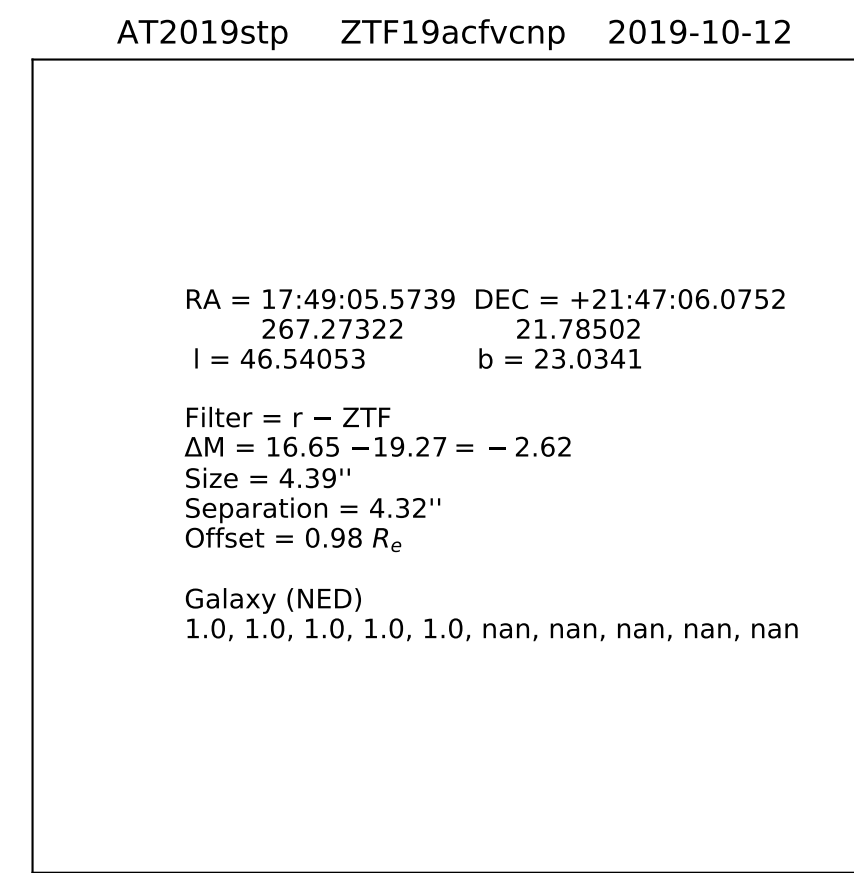 AT2019stp ZTF19acfvcnp 2019-10-12
RA = 17:49:05.5739 DEC = +21:47:06.0752
267.27322 21.78502
l = 46.54053 b = 23.0341
Filter = r − ZTF
ΔM = 16.65 −19.27 = − 2.62
Size = 4.39''
Separation = 4.32''
Offset = 0.98 Re
Galaxy (NED)
1.0, 1.0, 1.0, 1.0, 1.0, nan, nan, nan, nan, nan